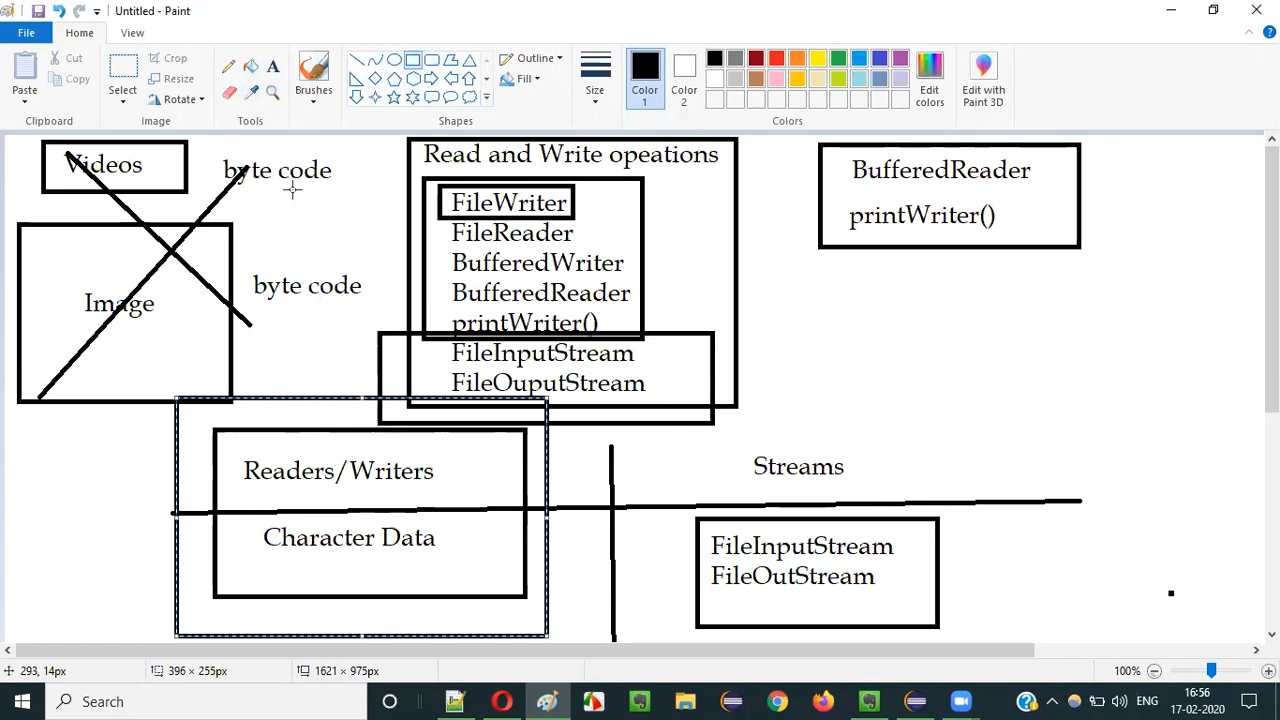 Untitled - Paint
File
Home
View
Paste
Cut
Copy
Clipboard
Select
Crop
Resize
Rotate
Image
A
Tools
Brushes
Outline
Fill
Shapes
Size
Color 1
Color 2
Edit colors
Edit with Paint 3D
Colors
Videos
byte code
Image
byte code
Read and Write opeations
FileWriter
FileReader
BufferedWriter
BufferedReader
printWriter()
FileInputStream
FileOuputStream
BufferedReader
printWriter()
Readers/Writers
Character Data
Streams
FileInputStream
FileOutStream
293, 14px
396 × 255px
1621 × 975px
100%
Search
ENG
16:56
17-02-2020